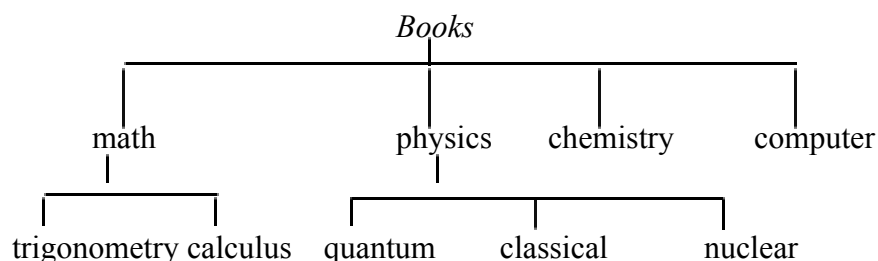 Books
math physics chemistry computer
trigonometry calculus quantum classical nuclear